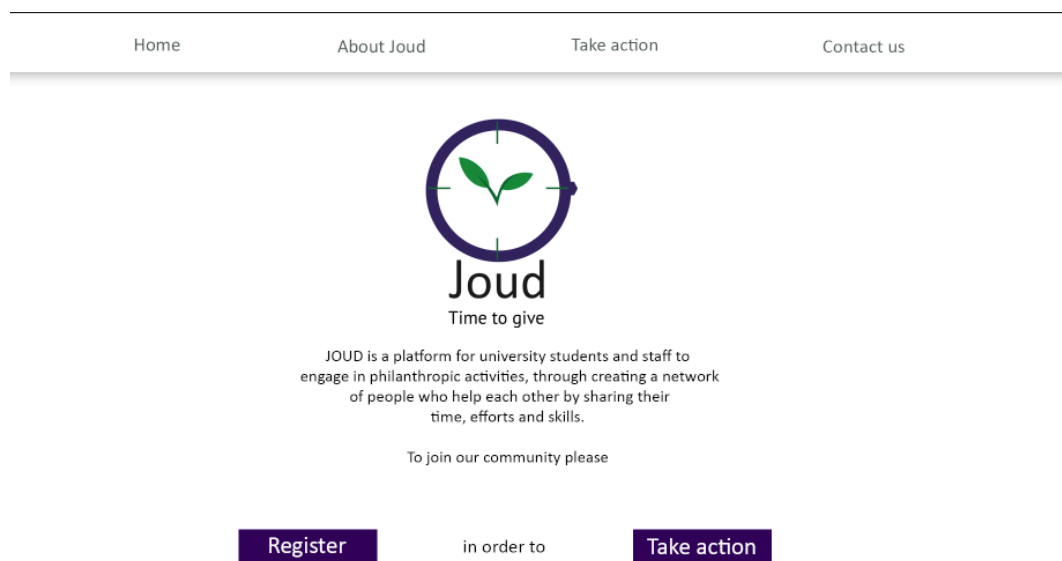 Home About Joud Take action Contact us
Joud
Time to give
JOUD is a platform for university students and staff to
engage in philanthropic activities, through creating a network
of people who help each other by sharing their
time, efforts and skills.
To join our community please
Register in order to Take action